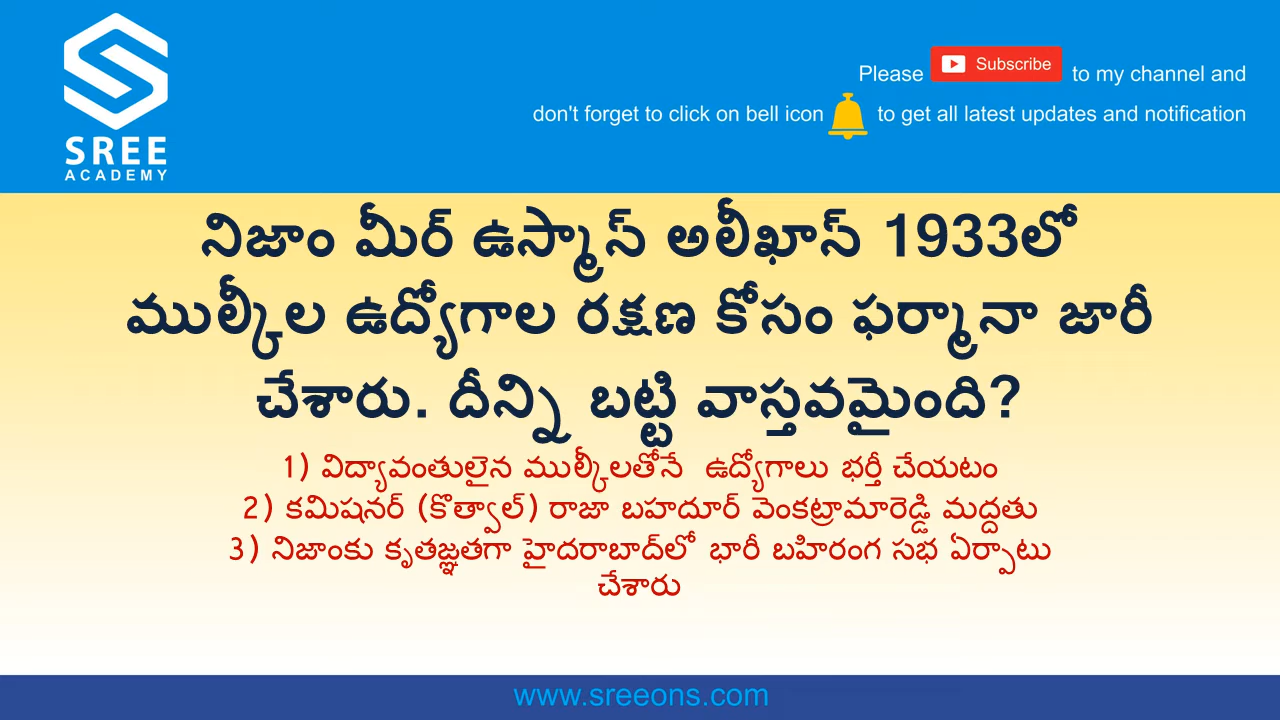 SREE
ACADEMY
Please Subscribe to my channel and
don't forget to click on bell icon to get all latest updates and notification
నిజాం మీర్ ఉస్మాన్ అలీఖాన్ 1933లో
ముల్కీల ఉద్యోగాల రక్షణ కోసం ఫర్మానా జారీ
చేశారు. దీన్ని బట్టి వాస్తవమైంది?
1) విద్యావంతులైన ముల్కీలతోనే ఉద్యోగాలు భర్తీ చేయటం
2) కమిషనర్ (కొత్వాల్) రాజా బహదూర్ వెంకట్రామారెడ్డి మద్దతు
3) నిజాంకు కృతజ్ఞతగా హైదరాబాద్‌లో భారీ బహిరంగ సభ ఏర్పాటు
చేశారు
www.sreeons.com